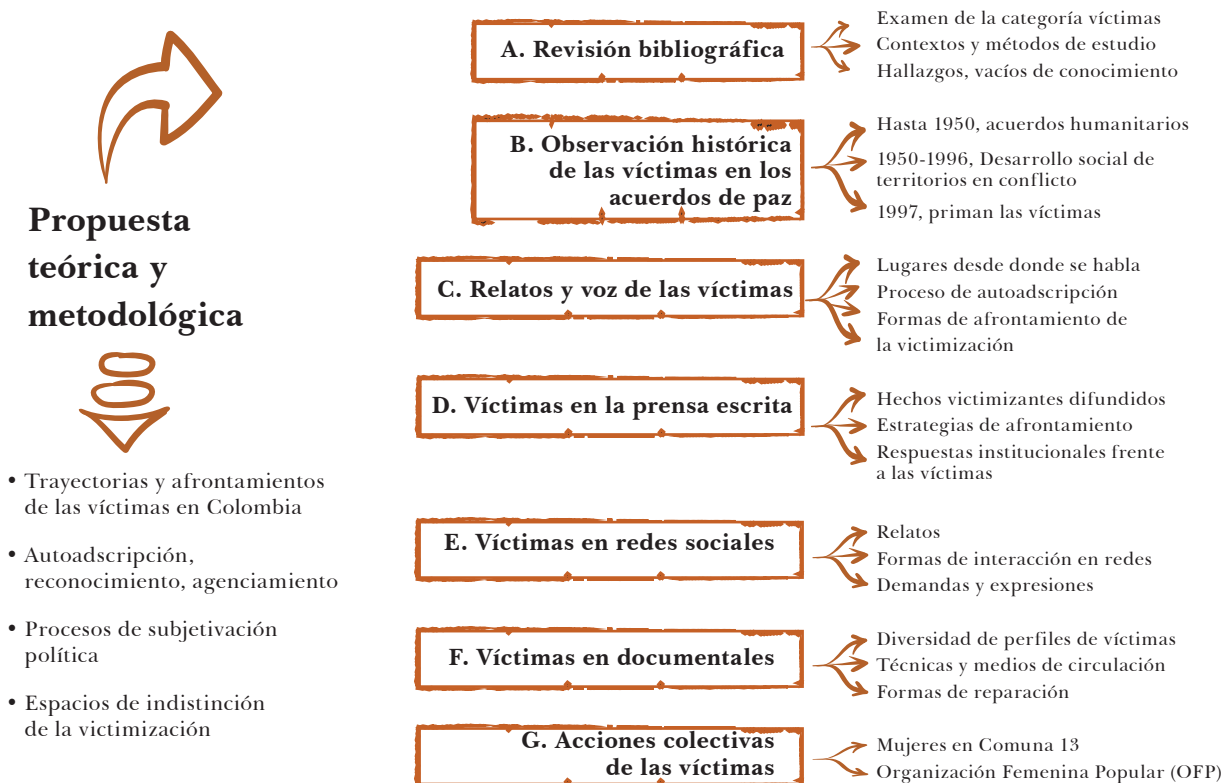 Propuesta
teórica y
metodológica
• Trayectorias y afrontamientos
de las víctimas en Colombia
• Autoadscripción,
reconocimiento, agenciamiento
• Procesos de subjetivación
política
• Espacios de indistinción
de la victimización
A. Revisión bibliográfica
Examen de la categoría víctimas
Contextos y métodos de estudio
Hallazgos, vacíos de conocimiento
B. Observación histórica
de las víctimas en los
acuerdos de paz
Hasta 1950, acuerdos humanitarios
1950-1996, Desarrollo social de
territorios en conflicto
1997, priman las víctimas
C. Relatos y voz de las víctimas
Lugares desde donde se habla
Proceso de autoadscripción
Formas de afrontamiento de
la victimización
D. Víctimas en la prensa escrita
Hechos victimizantes difundidos
Estrategias de afrontamiento
Respuestas institucionales frente
a las víctimas
E. Víctimas en redes sociales
Relatos
Formas de interacción en redes
Demandas y expresiones
F. Víctimas en documentales
Diversidad de perfiles de víctimas
Técnicas y medios de circulación
Formas de reparación
G. Acciones colectivas
de las víctimas
Mujeres en Comuna 13
Organización Femenina Popular (OFP)